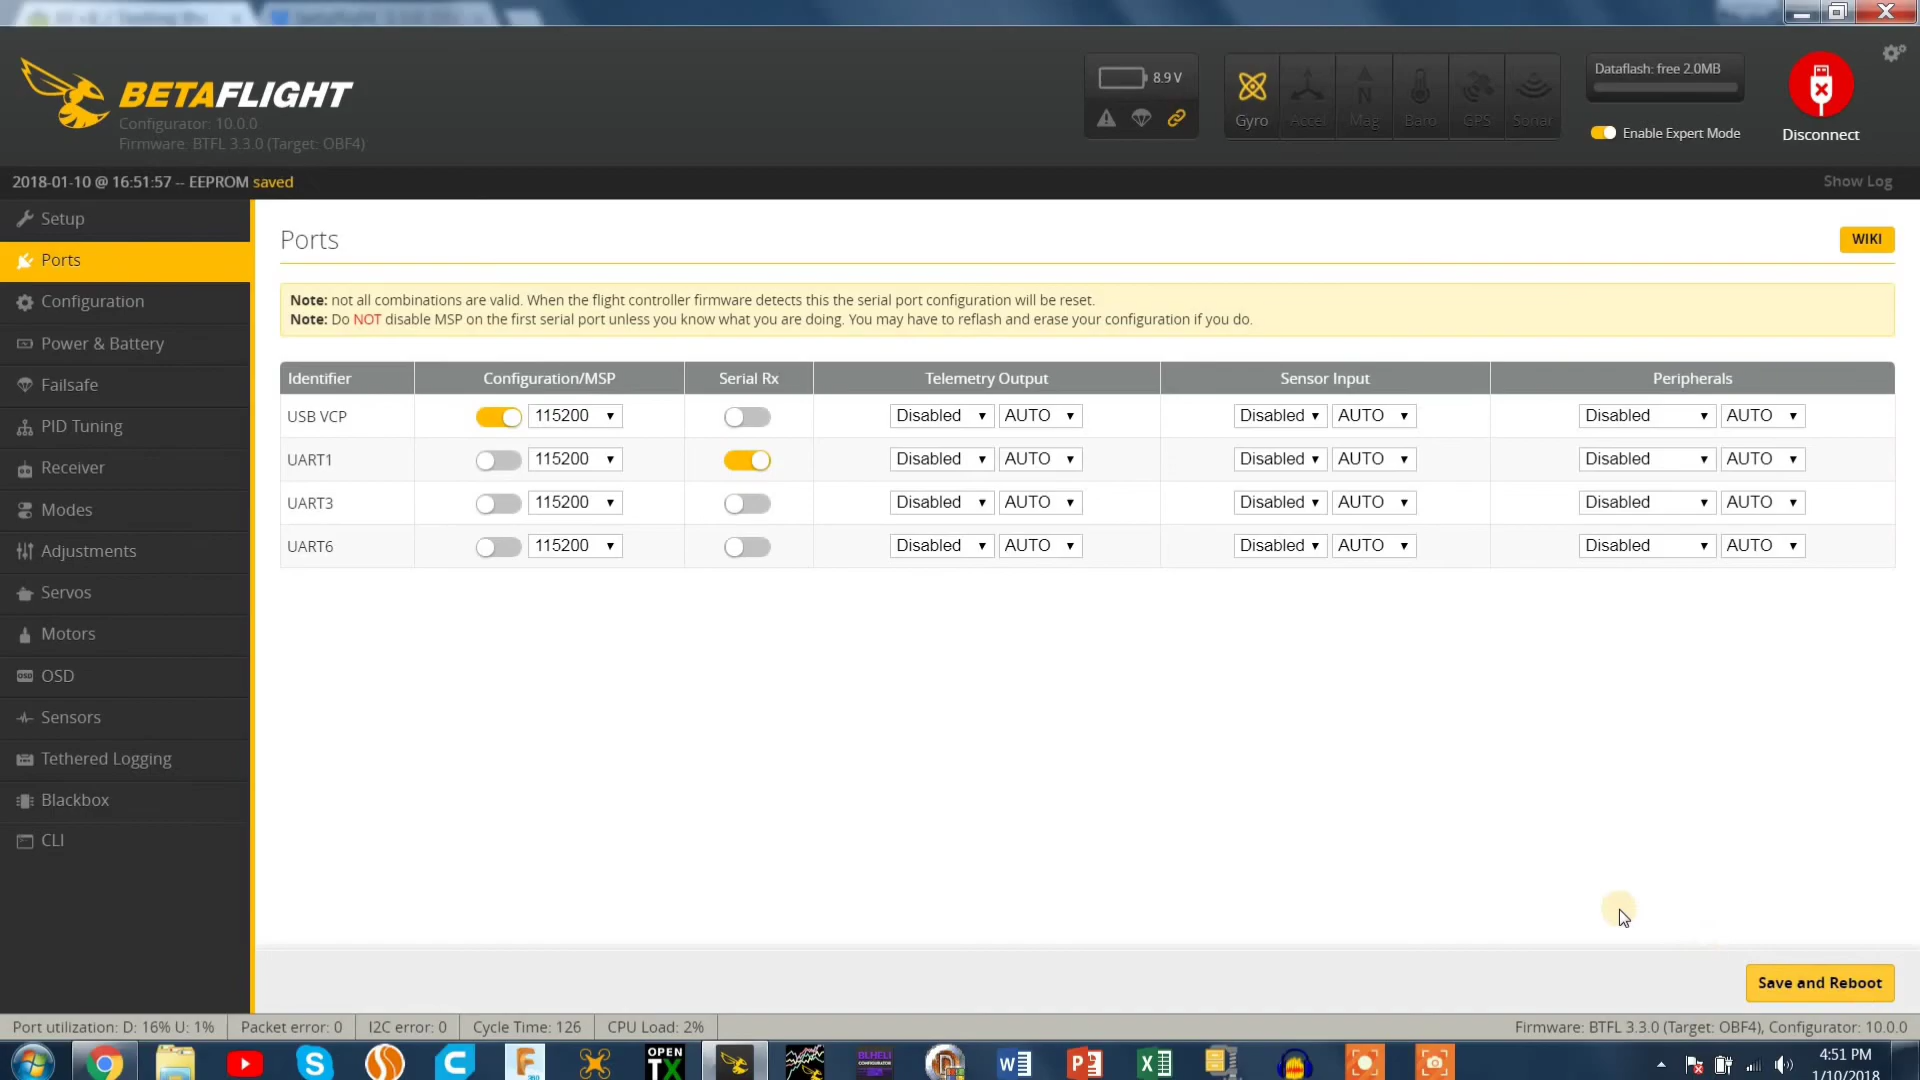 BETAFLIGHT
Configurator: 10.0.0
Firmware: BTFL 3.3.0 (Target: OBF4)
8.9 V
Gyro Accel Mag Baro GPS Sonar
Dataflash: free 2.0MB
Enable Expert Mode
Disconnect
2018-01-10 @ 16:51:57 -- EEPROM saved
Show Log
Setup
Ports
Configuration
Power & Battery
Failsafe
PID Tuning
Receiver
Modes
Adjustments
Servos
Motors
OSD
Sensors
Tethered Logging
Blackbox
CLI
Ports
WIKI
Note: not all combinations are valid. When the flight controller firmware detects this the serial port configuration will be reset.
Note: Do NOT disable MSP on the first serial port unless you know what you are doing. You may have to reflash and erase your configuration if you do.
Identifier Configuration/MSP Serial Rx Telemetry Output Sensor Input Peripherals
USB VCP 115200 Disabled AUTO Disabled AUTO Disabled AUTO
UART1 115200 Disabled AUTO Disabled AUTO Disabled AUTO
UART3 115200 Disabled AUTO Disabled AUTO Disabled AUTO
UART6 115200 Disabled AUTO Disabled AUTO Disabled AUTO
Save and Reboot
Port utilization: D: 16% U: 1% Packet error: 0 I2C error: 0 Cycle Time: 126 CPU Load: 2% Firmware: BTFL 3.3.0 (Target: OBF4), Configurator: 10.0.0
OPEN
TX
BLHELI
4:51 PM
1/10/2018